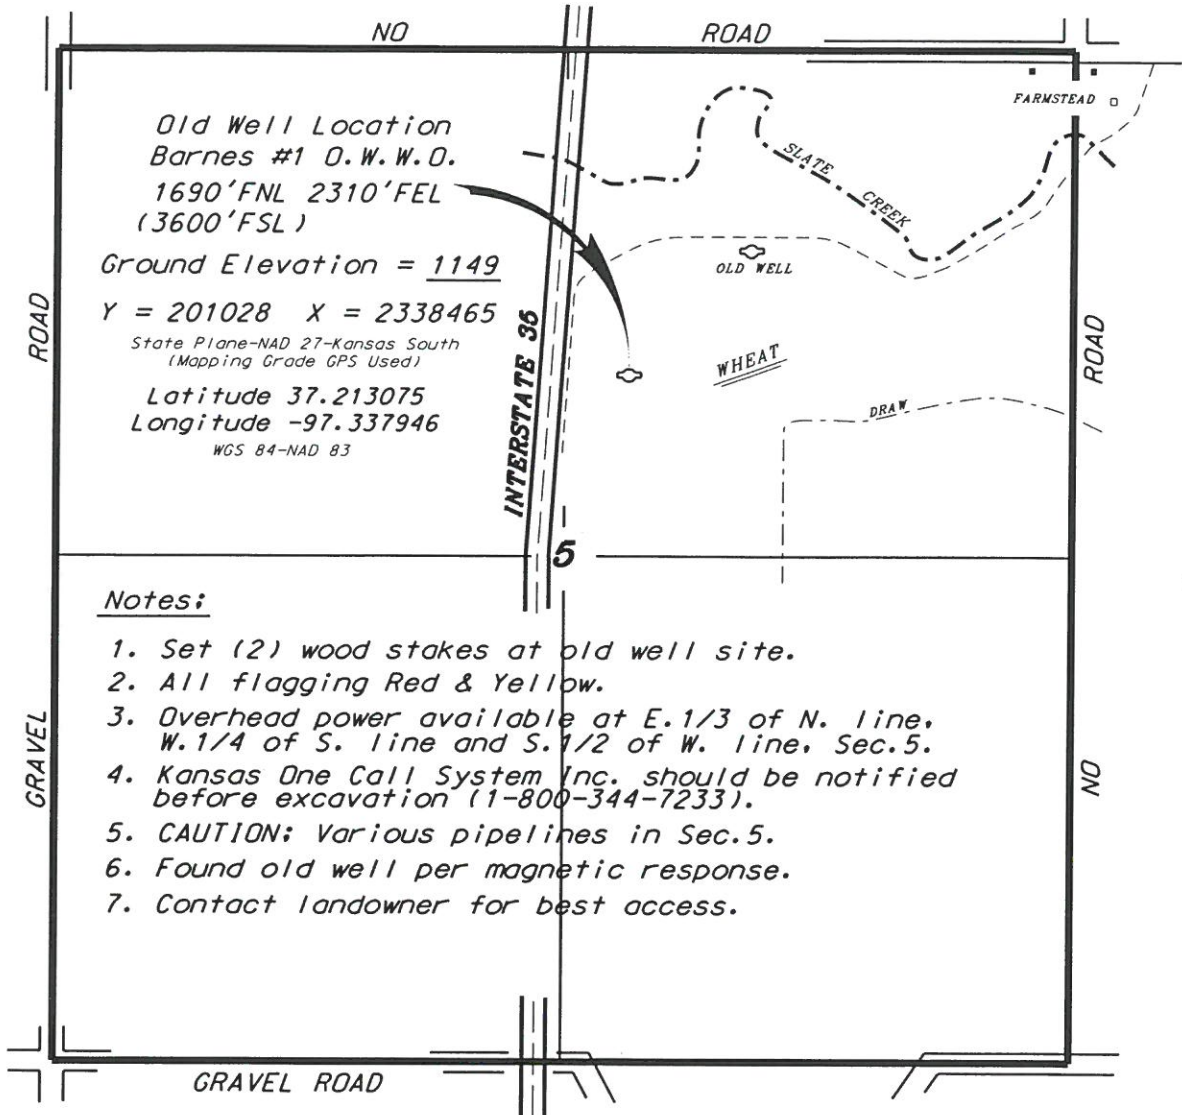 NO ROAD
FARMSTEAD
Old Well Location
Barnes #1 O.W.W.O.
1690'FNL 2310'FEL
(3600'FSL)
Ground Elevation = 1149
Y = 201028 X = 2338465
State Plane-NAD 27-Kansas South
(Mapping Grade GPS Used)
Latitude 37.213075
Longitude -97.337946
WGS 84-NAD 83
SLATE CREEK
OLD WELL
INTERSTATE 35
WHEAT
DRAW
ROAD
ROAD
5
Notes:
1. Set (2) wood stakes at old well site.
2. All flagging Red & Yellow.
3. Overhead power available at E.1/3 of N. line,
W.1/4 of S. line and S.1/2 of W. line, Sec.5.
4. Kansas One Call System Inc. should be notified
before excavation (1-800-344-7233).
5. CAUTION: Various pipelines in Sec.5.
6. Found old well per magnetic response.
7. Contact landowner for best access.
GRAVEL
NO
GRAVEL ROAD